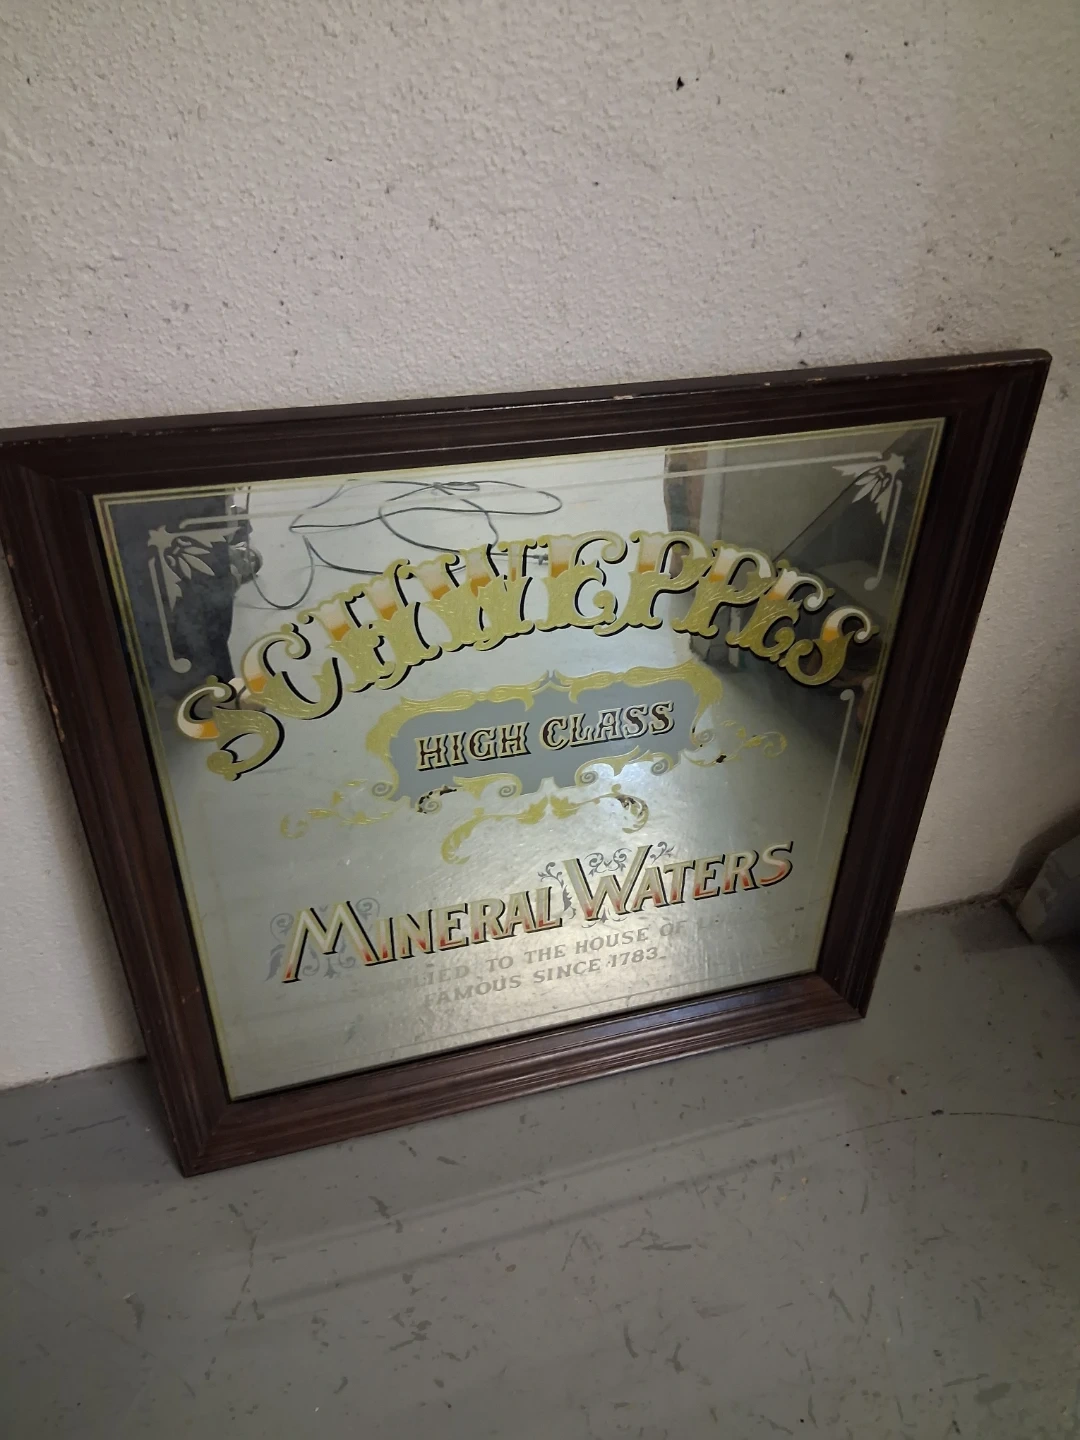 SCHWEPPES
HIGH CLASS
MINERAL WATERS
TO THE HOUSE OF
FAMOUS SINCE 1783